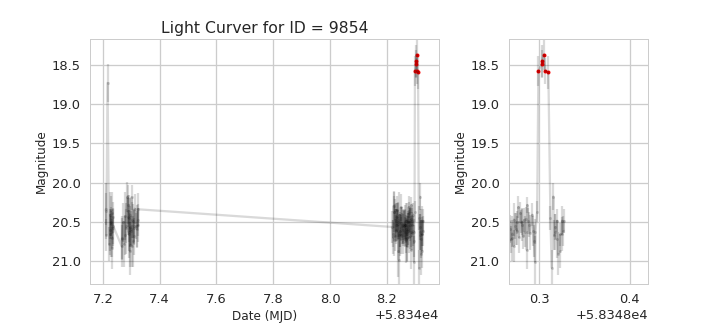 Light Curver for ID = 9854
Magnitude
18.5
19.0
19.5
20.0
20.5
21.0
7.2 7.4 7.6 7.8 8.0 8.2
Date (MJD)
+5.834e4
Magnitude
18.5
19.0
19.5
20.0
20.5
21.0
0.3 0.4
+5.8348e4